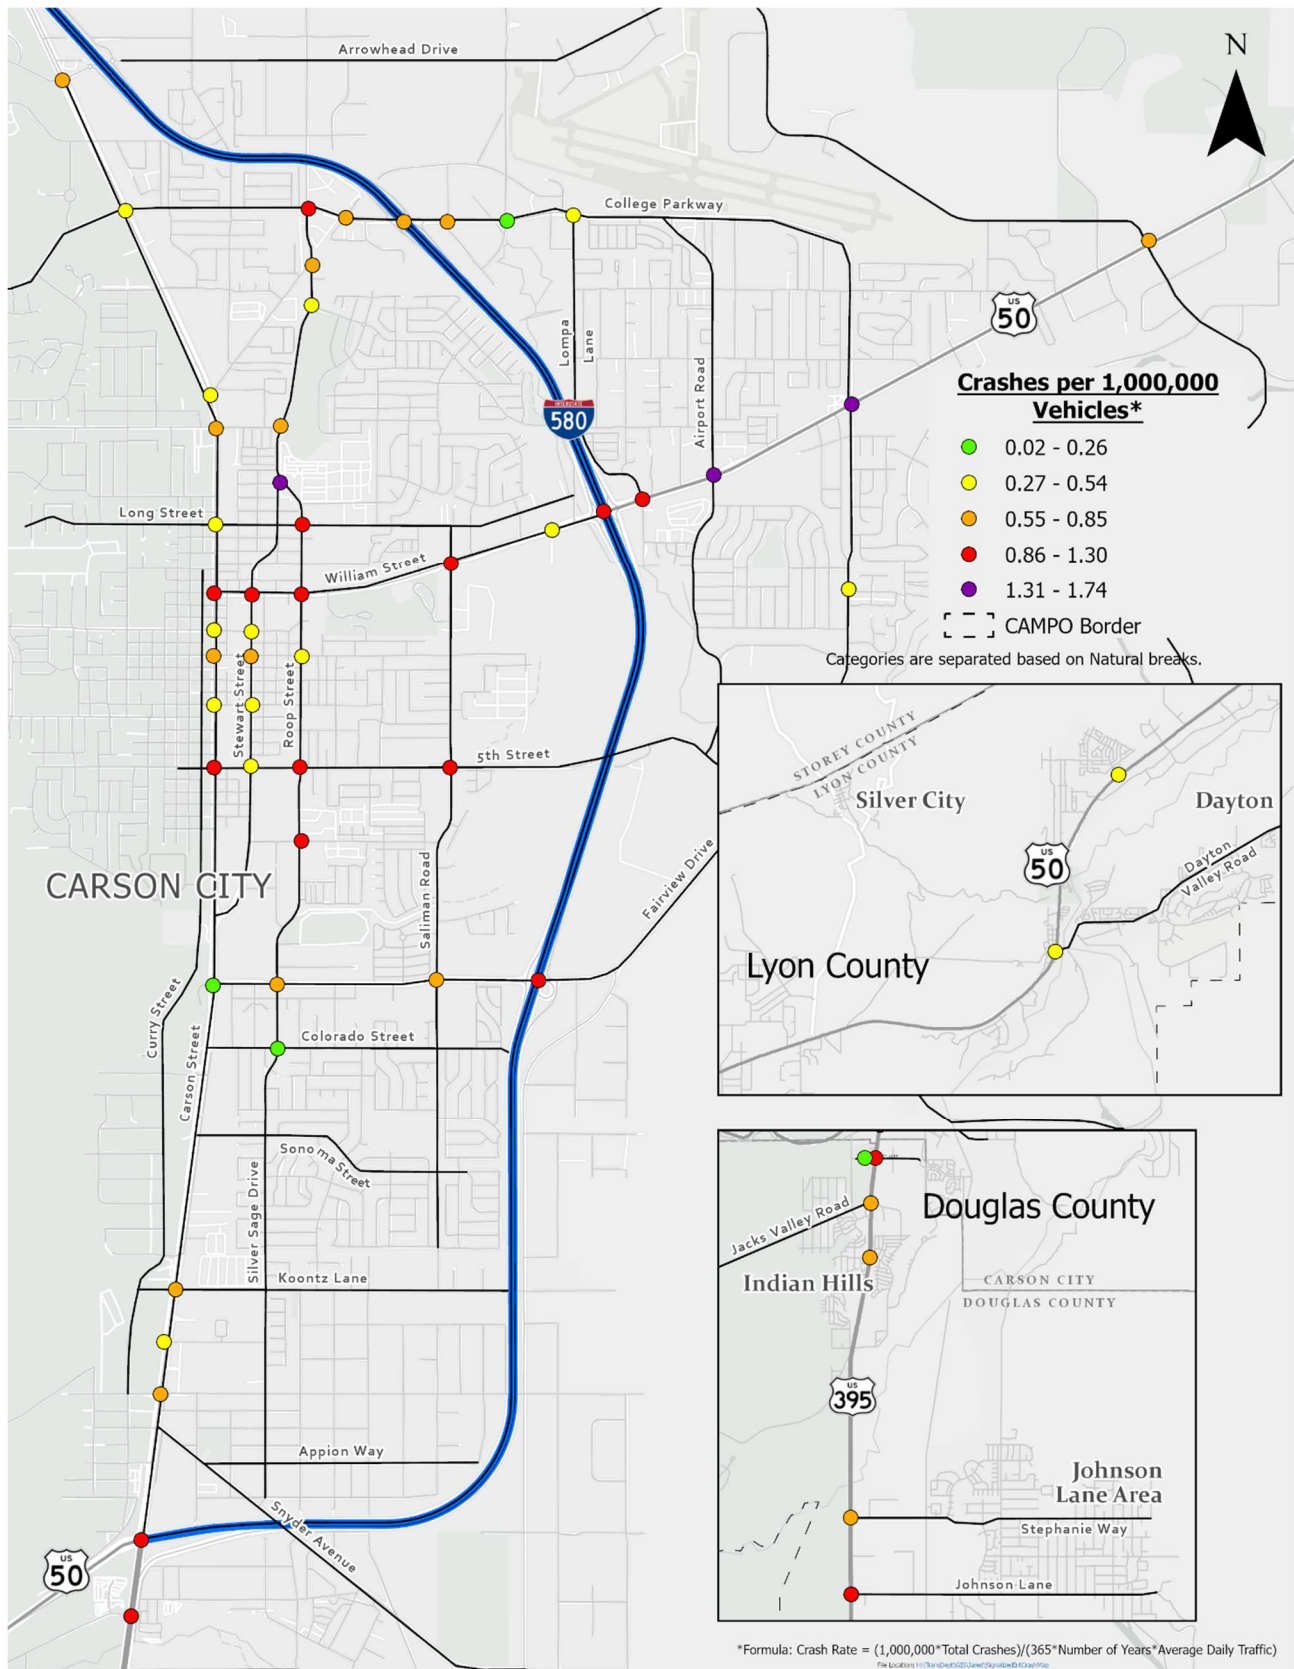 Arrowhead Drive
N
College Parkway
US
50
Lompa
Lane
Airport Road
INTERSTATE
580
Crashes per 1,000,000
Vehicles*
0.02 - 0.26
0.27 - 0.54
0.55 - 0.85
0.86 - 1.30
1.31 - 1.74
CAMPO Border
Categories are separated based on Natural breaks.
Long Street
William Street
Stewart Street
Roop Street
5th Street
CARSON CITY
Saliman Road
Fairview Drive
Curry Street
Carson Street
Colorado Street
Sonoma Street
Silver Sage Drive
Koontz Lane
Appion Way
Snyder Avenue
US
50
STOREY COUNTY
LYON COUNTY
Silver City
Dayton
US
50
Dayton
Valley Road
Lyon County
Douglas County
Jacks Valley Road
Indian Hills
CARSON CITY
DOUGLAS COUNTY
US
395
Johnson
Lane Area
Stephanie Way
Johnson Lane
*Formula: Crash Rate = (1,000,000*Total Crashes)/(365*Number of Years*Average Daily Traffic)